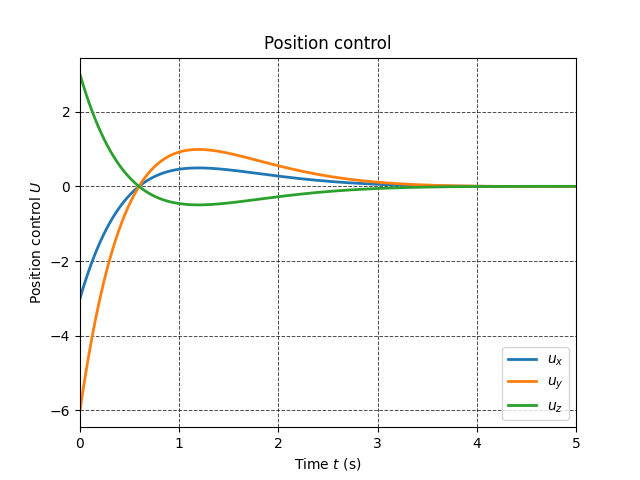 Position control
Position control U
2
0
−2
−4
−6
0 1 2 3 4 5
Time t (s)
u_x
u_y
u_z